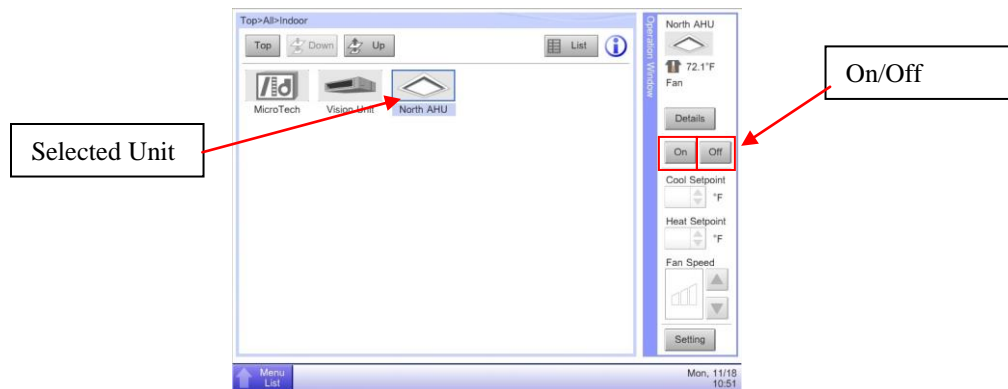 Top>All>Indoor
Top
Down
Up
List
MicroTech
Vision Unit
North AHU
Selected Unit
Operation Window
North AHU
72.1°F
Fan
Details
On
Off
On/Off
Cool Setpoint
°F
Heat Setpoint
°F
Fan Speed
Setting
Menu
List
Mon, 11/18
10:51